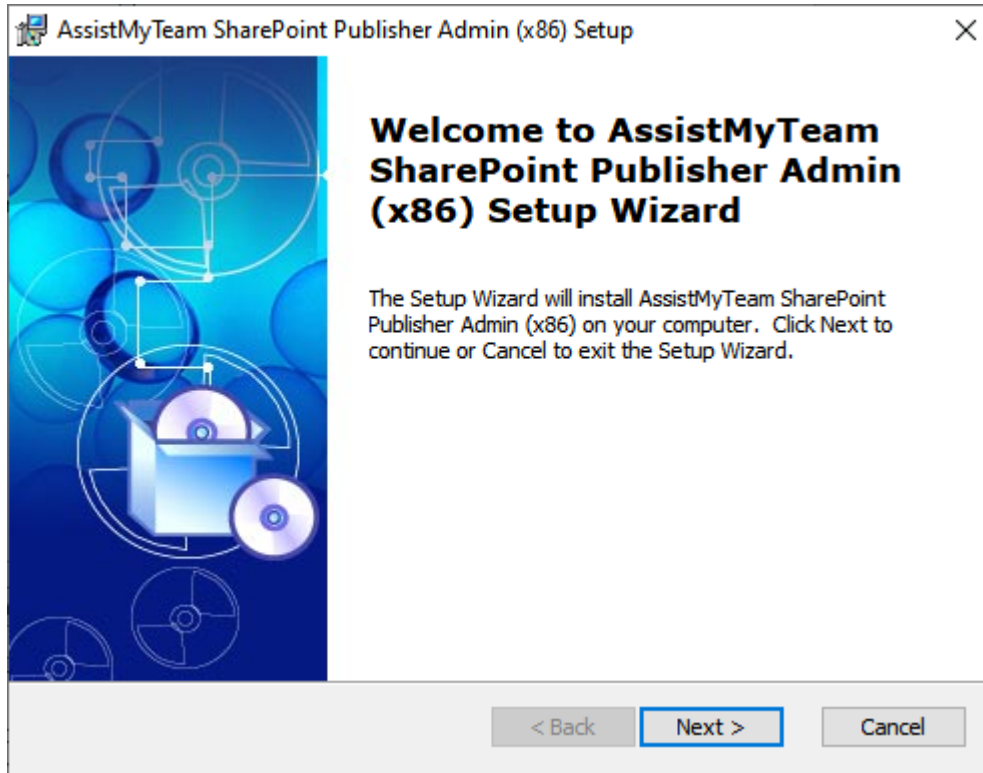 AssistMyTeam SharePoint Publisher Admin (x86) Setup
Welcome to AssistMyTeam
SharePoint Publisher Admin
(x86) Setup Wizard
The Setup Wizard will install AssistMyTeam SharePoint
Publisher Admin (x86) on your computer.  Click Next to
continue or Cancel to exit the Setup Wizard.
< Back Next > Cancel